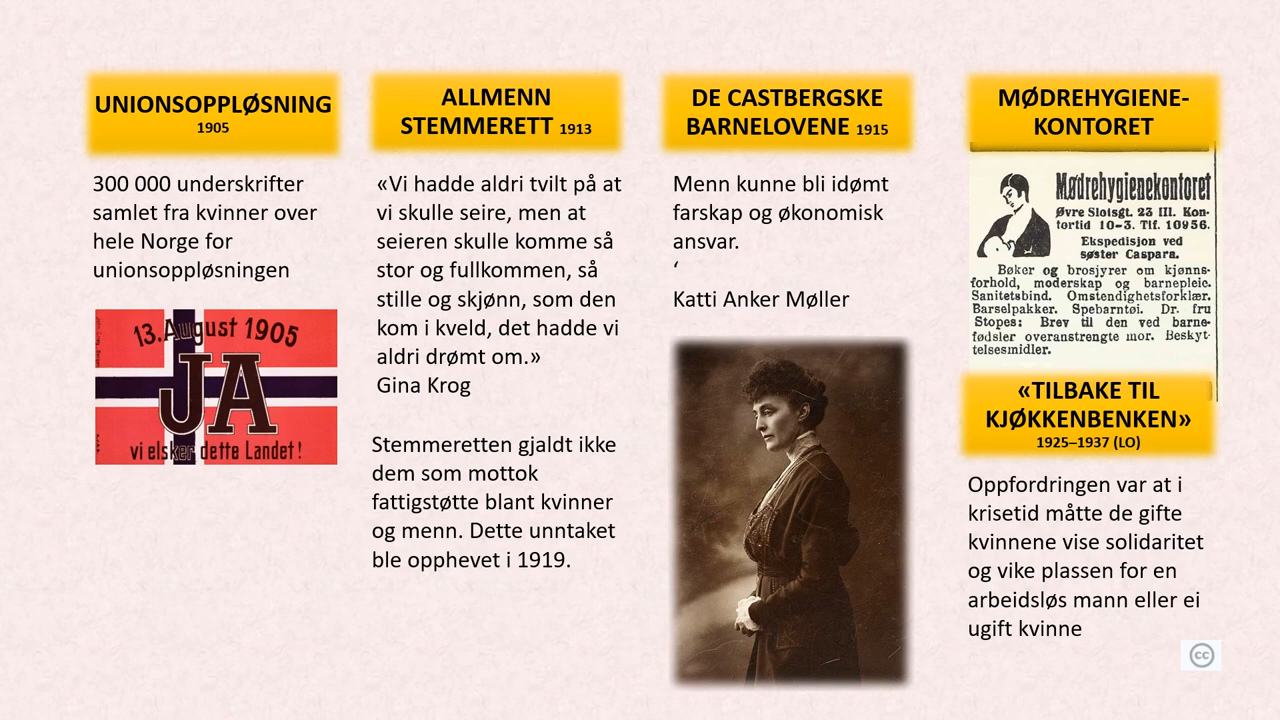 UNIONSOPPLØSNING
1905
300 000 underskrifter
samlet fra kvinner over
hele Norge for
unionsoppløsningen
13. August 1905
JA
vi elsker dette Landet!
ALLMENN
STEMMERETT 1913
«Vi hadde aldri tvilt på at
vi skulle seire, men at
seieren skulle komme så
stor og fullkommen, så
stille og skjønn, som den
kom i kveld, det hadde vi
aldri drømt om.»
Gina Krog
Stemmeretten gjaldt ikke
dem som mottok
fattigstøtte blant kvinner
og menn. Dette unntaket
ble opphevet i 1919.
DE CASTBERGSKE
BARNELOVENE 1915
Menn kunne bli idømt
farskap og økonomisk
ansvar.
‘
Katti Anker Møller
MØDREHYGIENE-
KONTORET
Mødrehygienekontoret
Øvre Slotsgt. 23 III. Kon-
tortid 10–3. Tlf. 10956.
Ekspedisjon ved
søster Caspara.
Bøker og brosjyrer om kjønns-
forhold, moderskap og barnepleie.
Sanitetsbind. Omstendighetsforklær.
Barselpakker. Spebarntøi. Dr. fru
Stopes: Brev til den ved barne-
fødsler overanstrengte mor. Beskyt-
telsesmidler.
«TILBAKE TIL
KJØKKENBENKEN»
1925–1937 (LO)
Oppfordringen var at i
krisetid måtte de gifte
kvinnene vise solidaritet
og vike plassen for en
arbeidsløs mann eller ei
ugift kvinne
cc